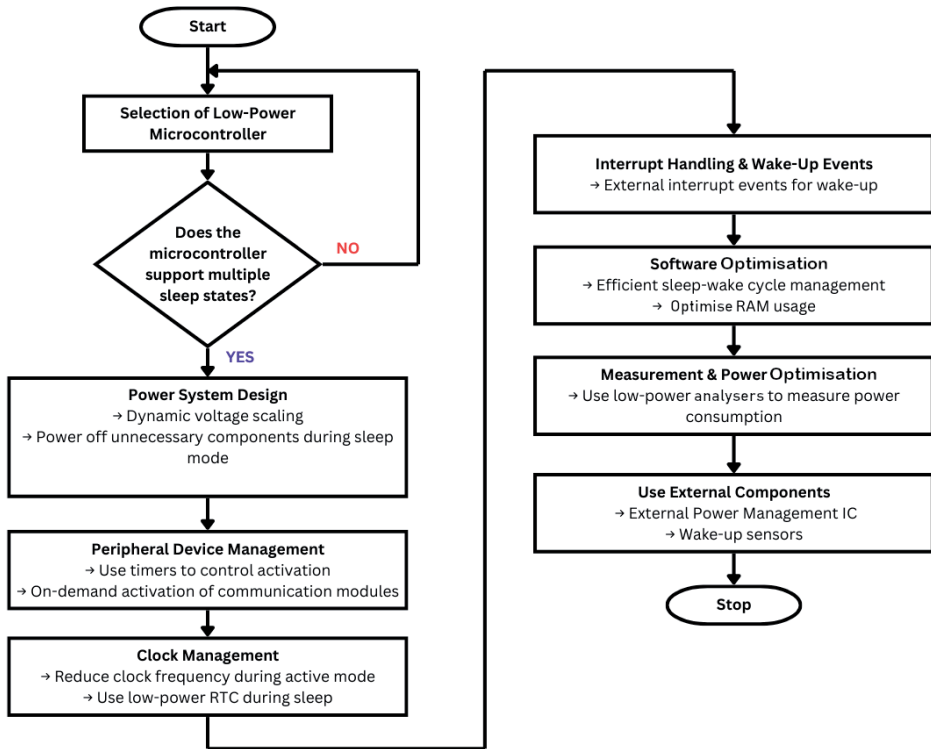 Start
Selection of Low-Power
Microcontroller
Does the
microcontroller
support multiple
sleep states?
NO
YES
Power System Design
→ Dynamic voltage scaling
→ Power off unnecessary components during sleep
mode
Peripheral Device Management
→ Use timers to control activation
→ On-demand activation of communication modules
Clock Management
→ Reduce clock frequency during active mode
→ Use low-power RTC during sleep
Interrupt Handling & Wake-Up Events
→ External interrupt events for wake-up
Software Optimisation
→ Efficient sleep-wake cycle management
→ Optimise RAM usage
Measurement & Power Optimisation
→ Use low-power analysers to measure power
consumption
Use External Components
→ External Power Management IC
→ Wake-up sensors
Stop